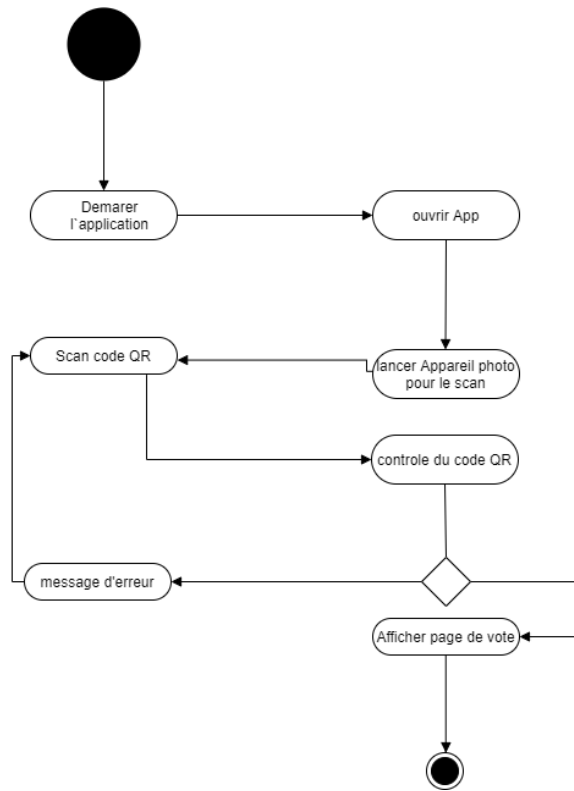 Demarer
l`application
ouvrir App
Scan code QR
lancer Appareil photo
pour le scan
controle du code QR
message d'erreur
Afficher page de vote